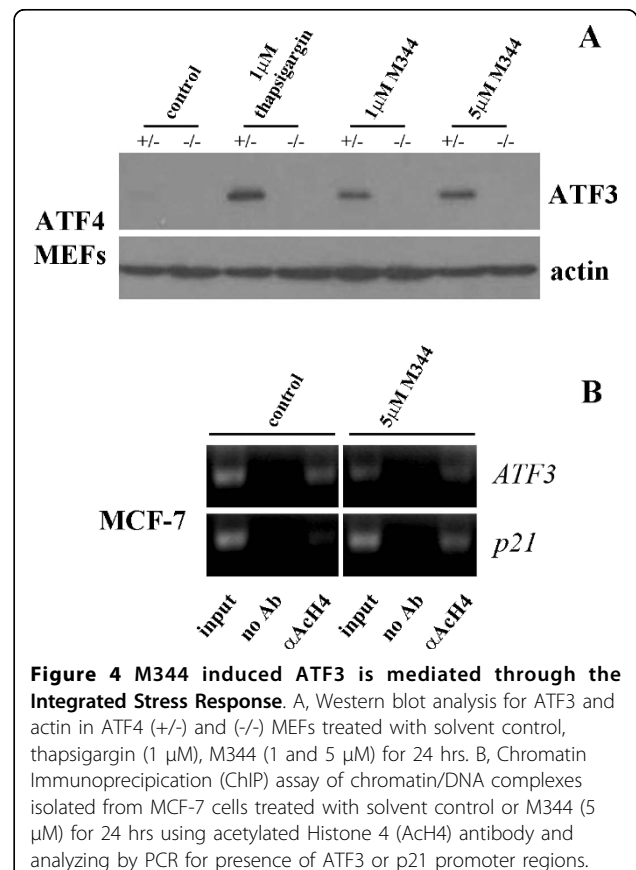 A
control
1μM
thapsigargin
1μM M344
5μM M344
+/- -/- +/- -/- +/- -/- +/- -/-
ATF4
MEFs
ATF3
actin
B
control
5μM M344
MCF-7
ATF3
p21
input
no Ab
αAcH4
input
no Ab
αAcH4
Figure 4 M344 induced ATF3 is mediated through the
Integrated Stress Response. A, Western blot analysis for ATF3 and
actin in ATF4 (+/-) and (-/-) MEFs treated with solvent control,
thapsigargin (1 μM), M344 (1 and 5 μM) for 24 hrs. B, Chromatin
Immunoprecipication (ChIP) assay of chromatin/DNA complexes
isolated from MCF-7 cells treated with solvent control or M344 (5
μM) for 24 hrs using acetylated Histone 4 (AcH4) antibody and
analyzing by PCR for presence of ATF3 or p21 promoter regions.